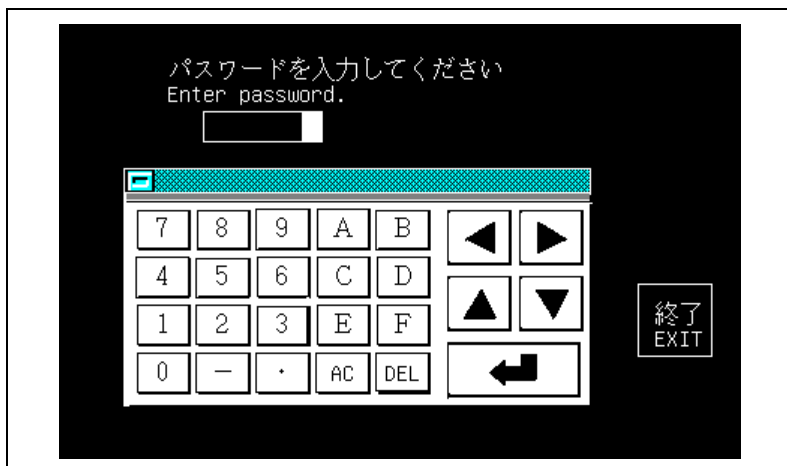 パスワードを入力してください
Enter password.
7 8 9 A B
4 5 6 C D
1 2 3 E F
0 － ・ AC DEL
終了
EXIT